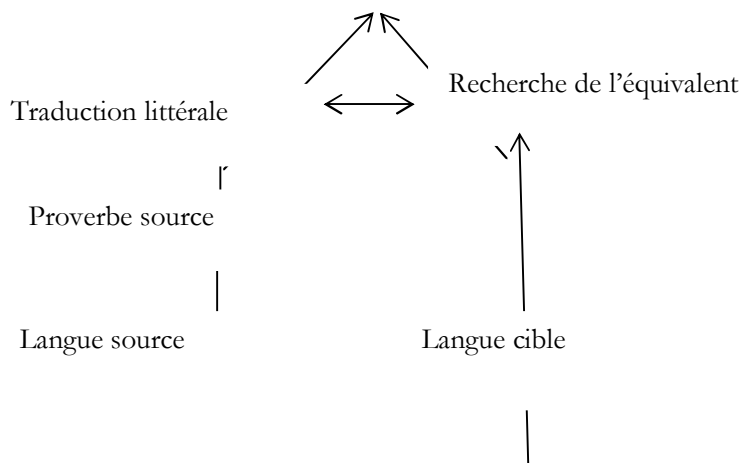 Recherche de l’équivalent
Traduction littérale
Proverbe source
Langue source
Langue cible